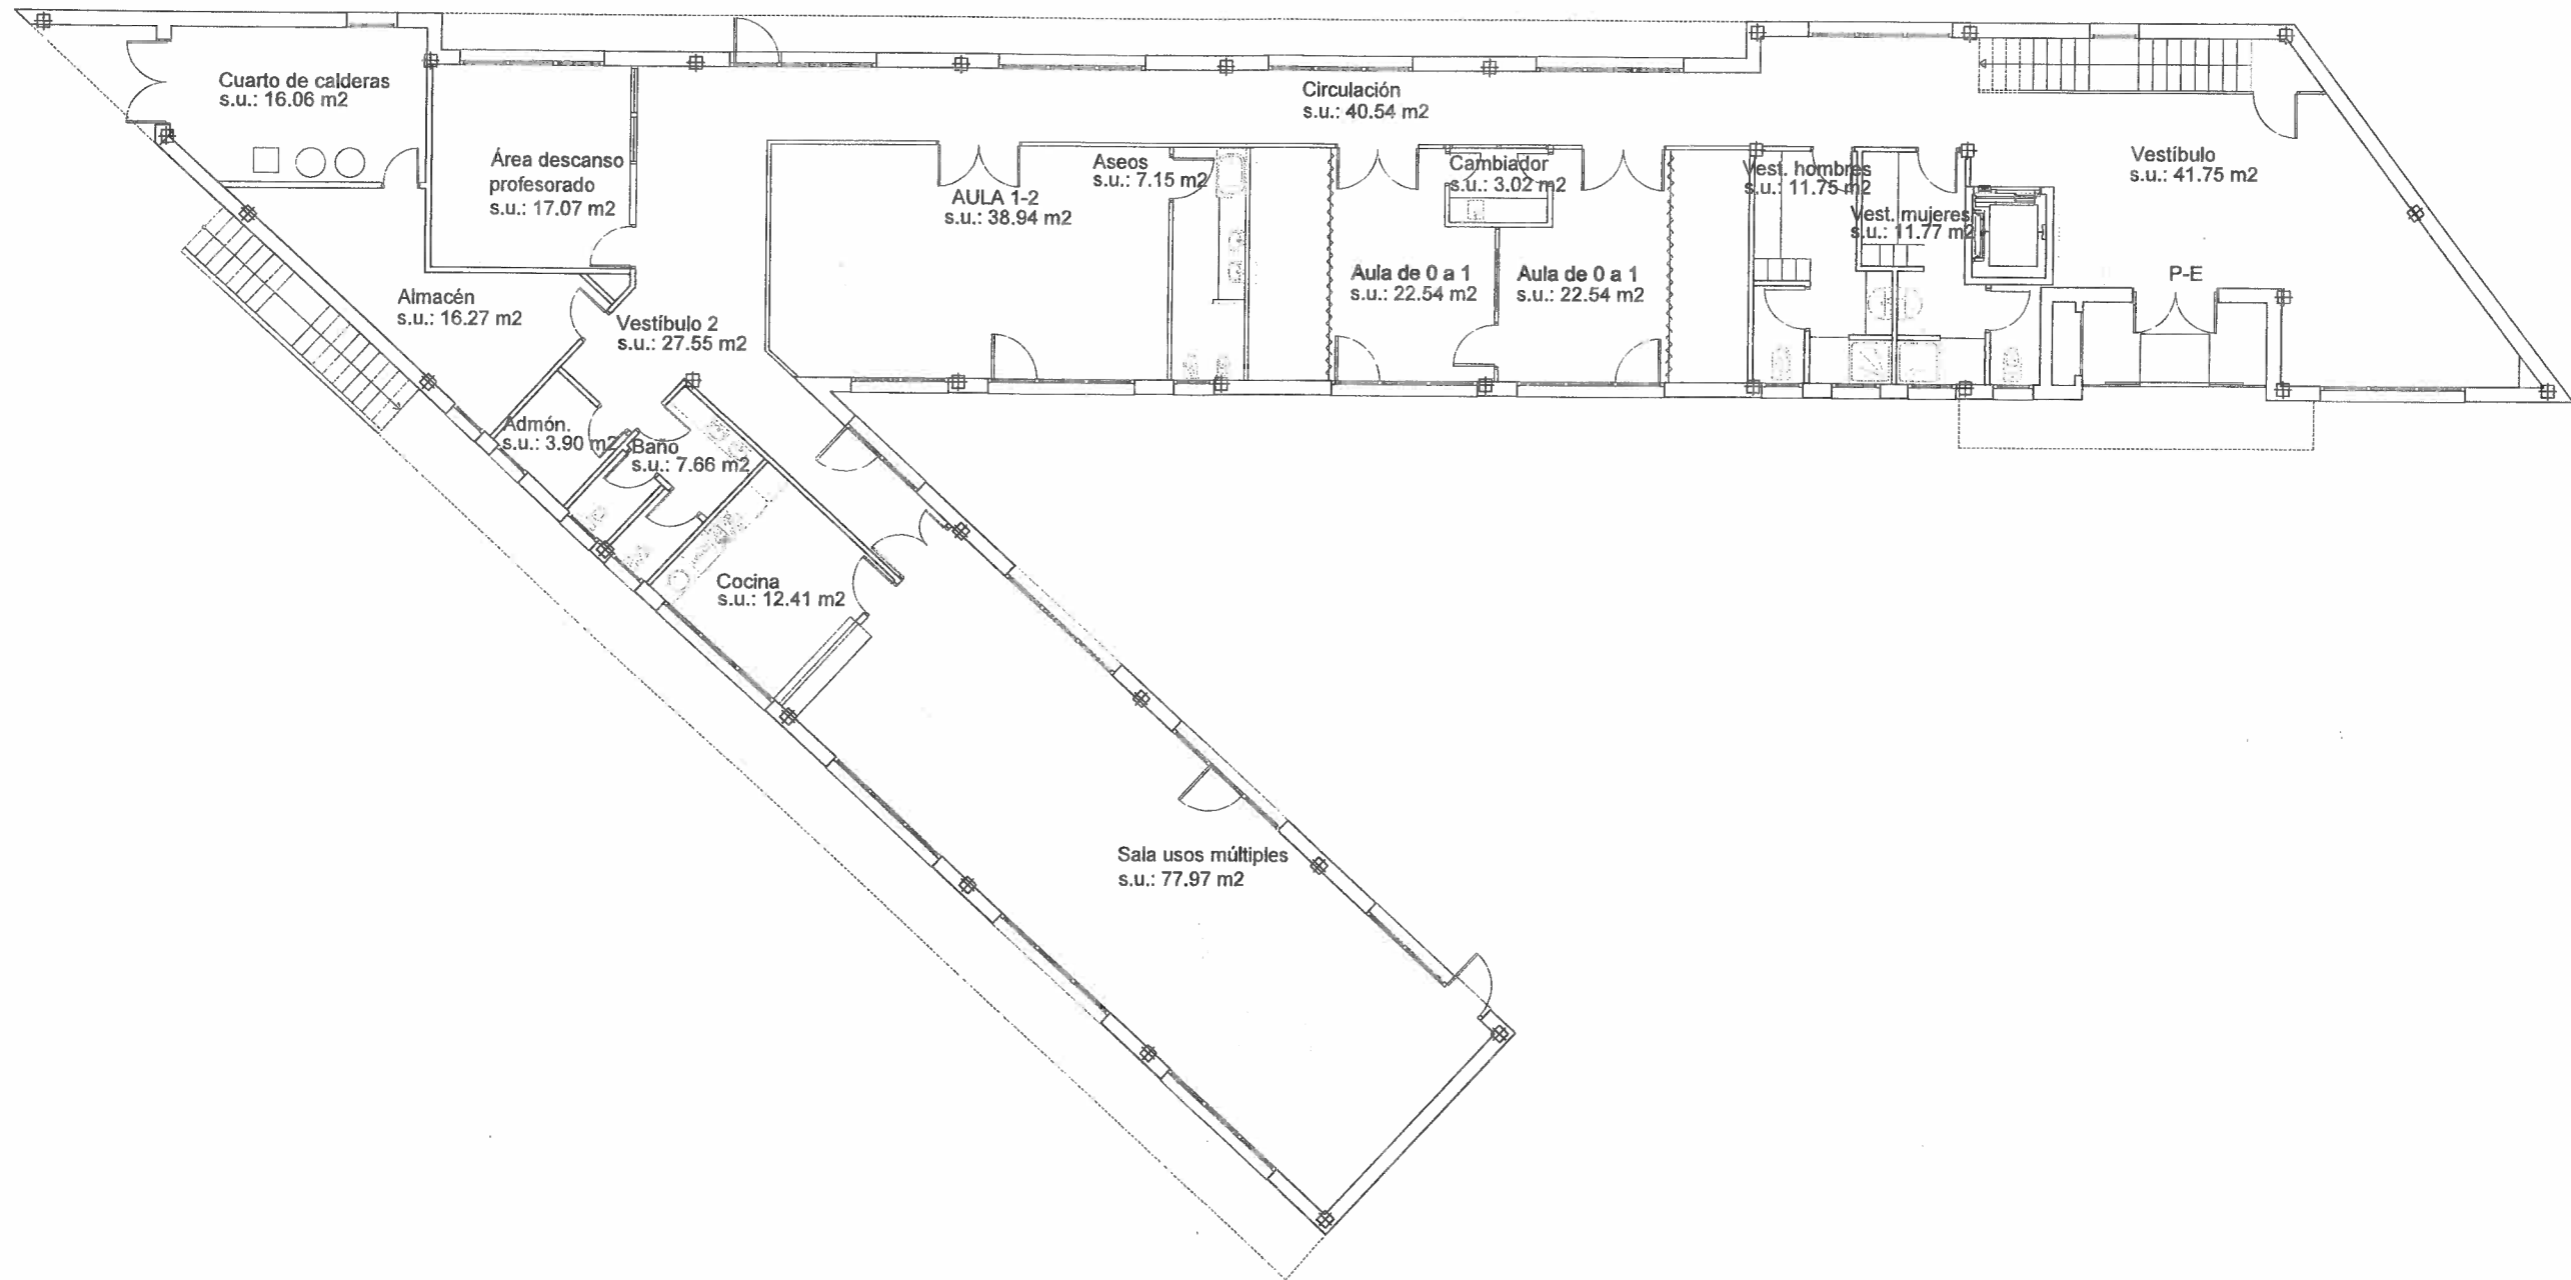 Cuarto de calderas
s.u.: 16.06 m2
Circulación
s.u.: 40.54 m2
Área descanso
profesorado
s.u.: 17.07 m2
Aseos
s.u.: 7.15 m2
AULA 1-2
s.u.: 38.94 m2
Cambiador
s.u.: 3.02 m2
Vest. hombres
s.u.: 11.75 m2
Vest. mujeres
s.u.: 11.77 m2
Vestíbulo
s.u.: 41.75 m2
P-E
Aula de 0 a 1
s.u.: 22.54 m2
Aula de 0 a 1
s.u.: 22.54 m2
Almacén
s.u.: 16.27 m2
Vestíbulo 2
s.u.: 27.55 m2
Admón.
s.u.: 3.90 m2
Baño
s.u.: 7.66 m2
Cocina
s.u.: 12.41 m2
Sala usos múltiples
s.u.: 77.97 m2